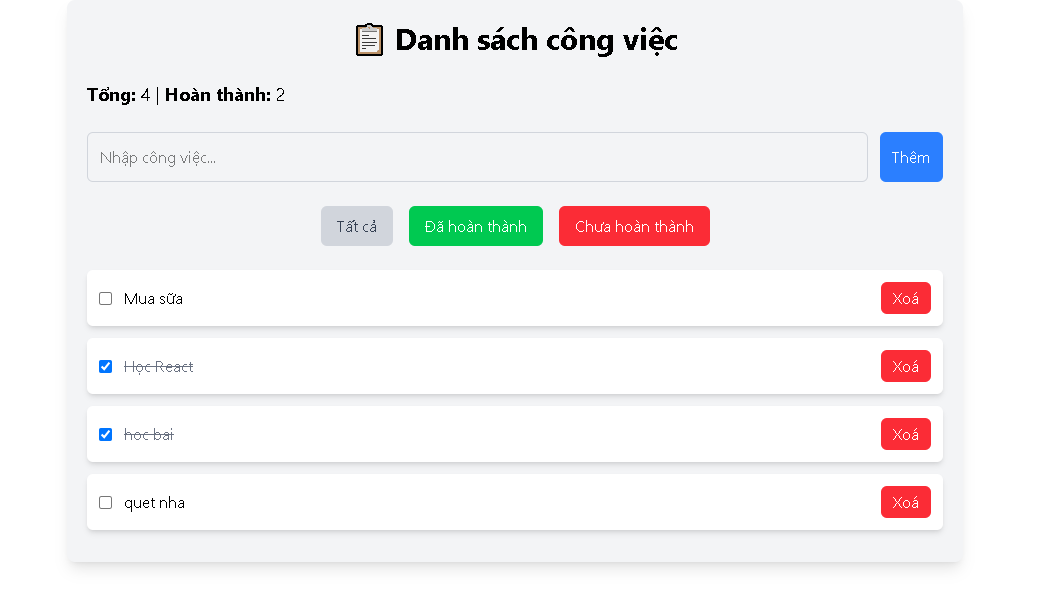 📋 Danh sách công việc
Tổng: 4 | Hoàn thành: 2
Nhập công việc... Thêm
Tất cả Đã hoàn thành Chưa hoàn thành
Mua sữa Xoá
Học React Xoá
hoc bai Xoá
quet nha Xoá